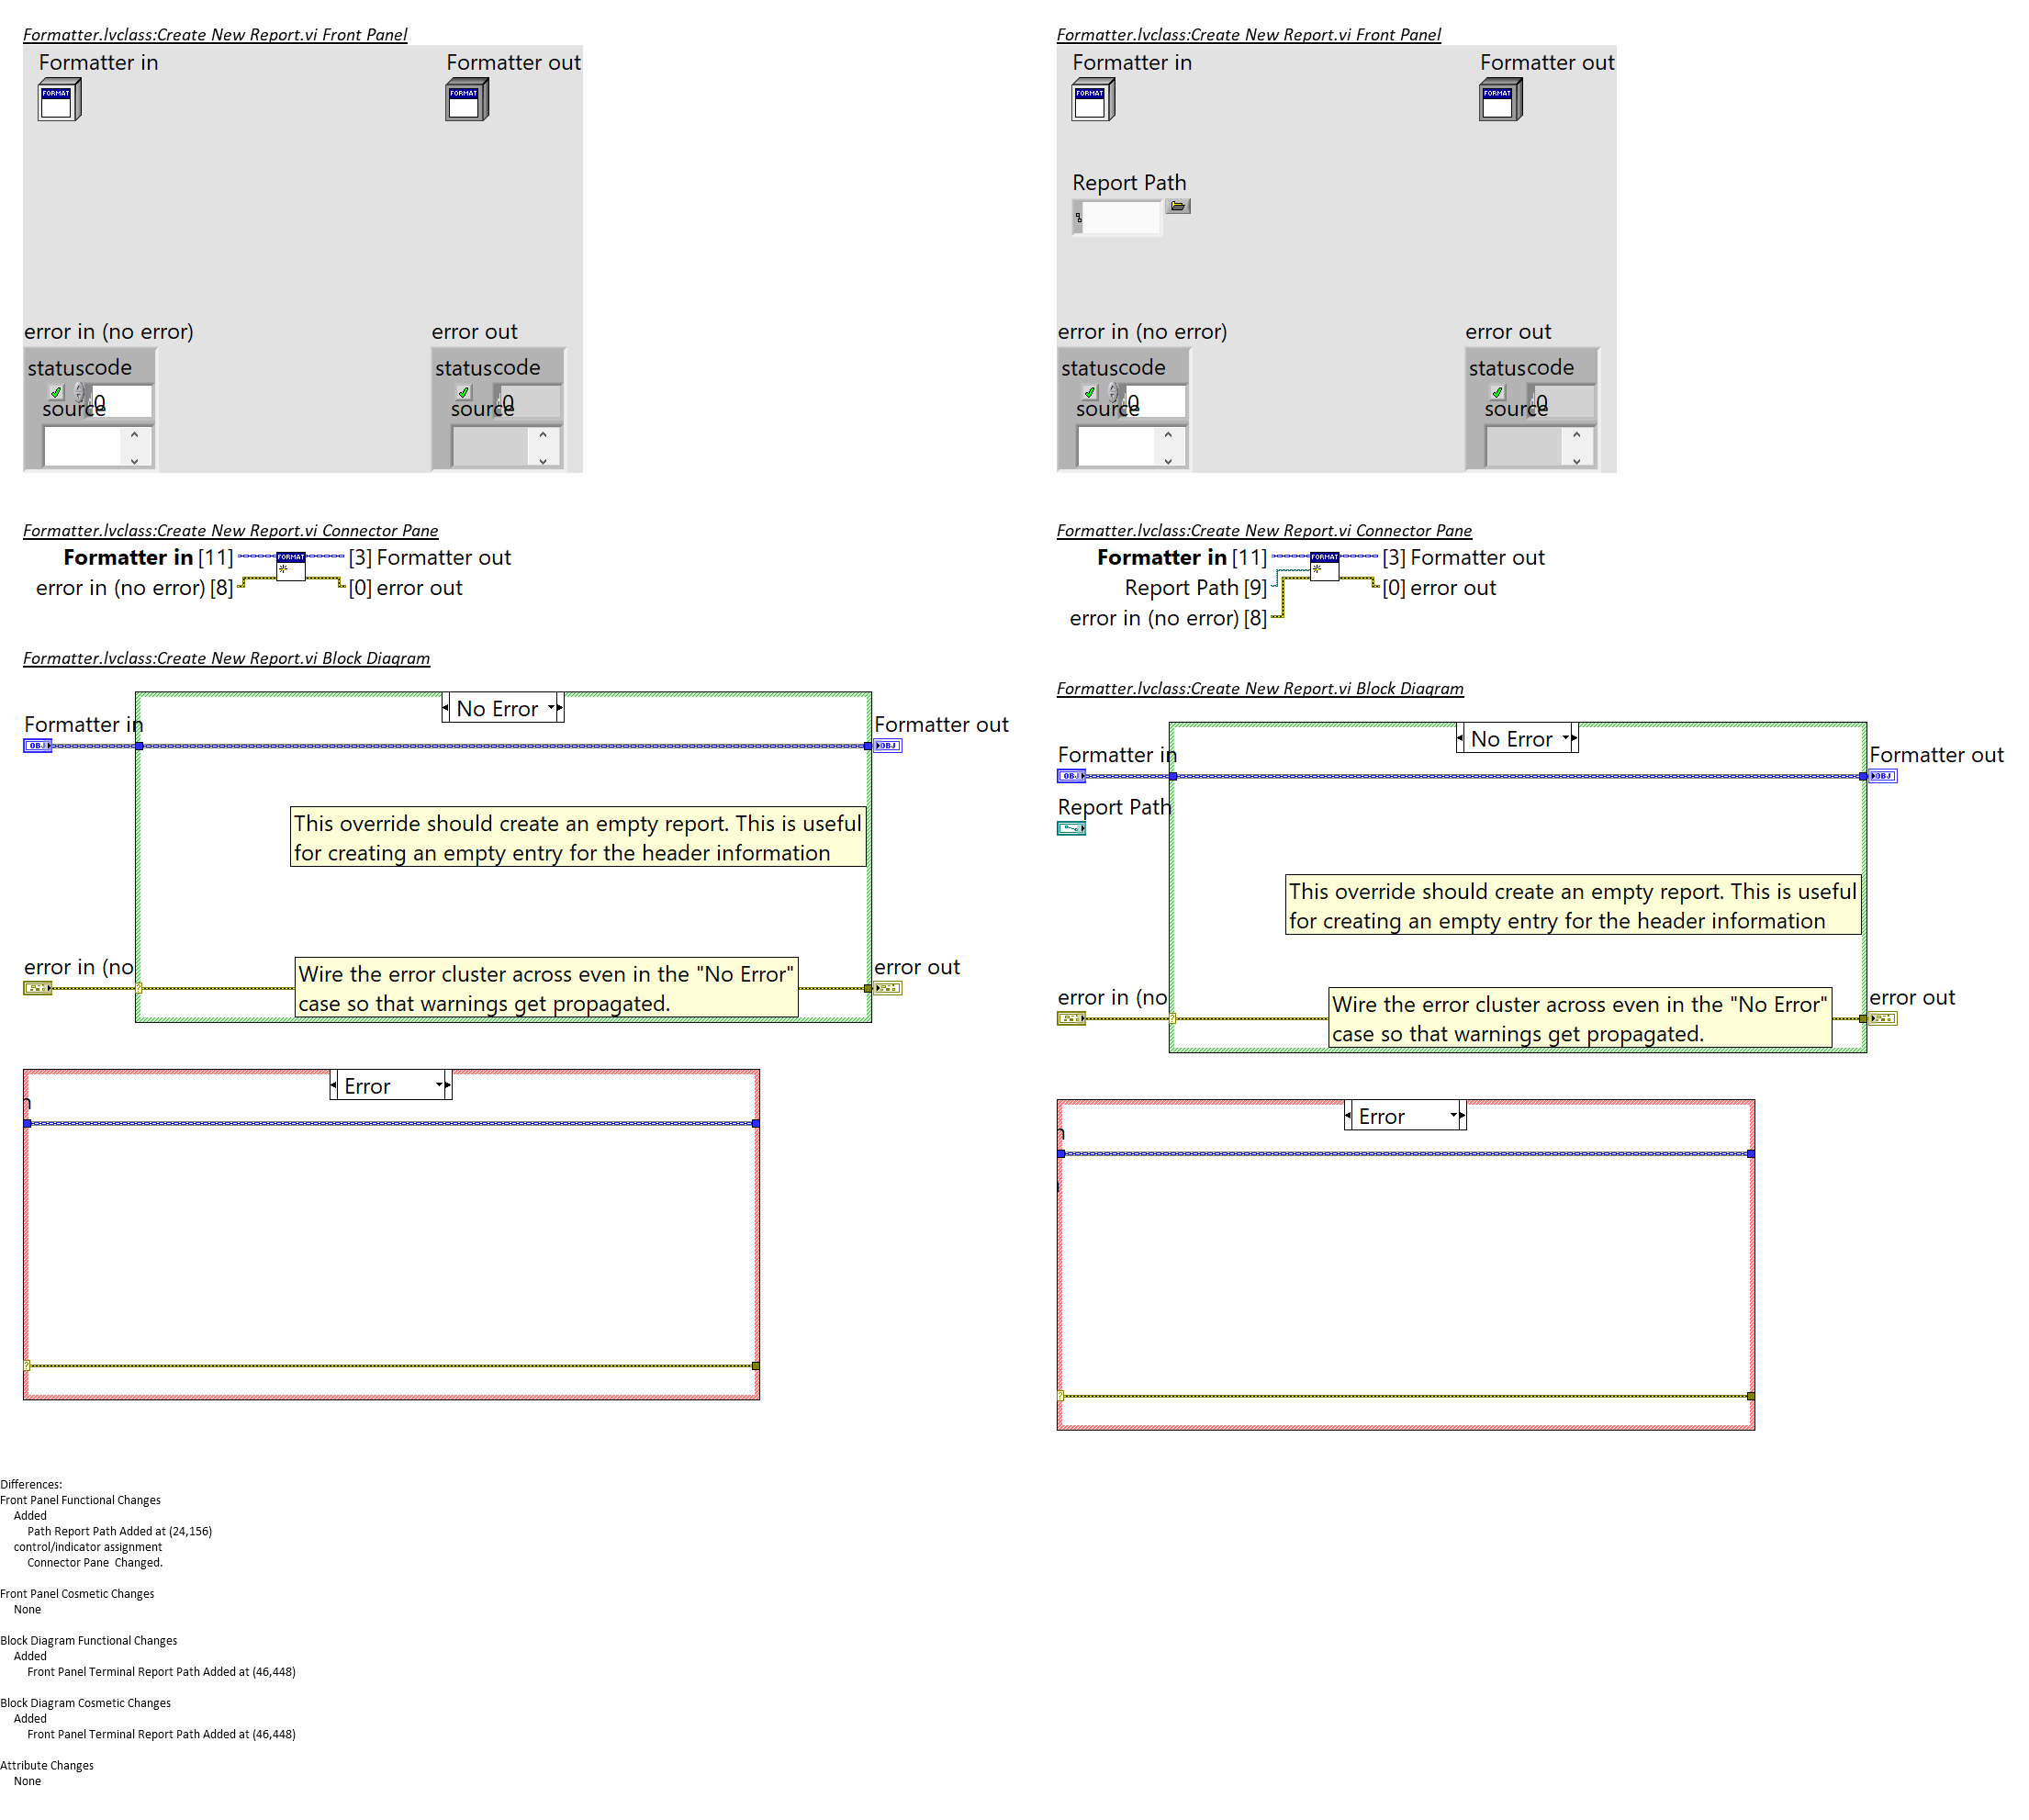 Formatter.lvclass:Create New Report.vi Front Panel
Formatter in
Formatter out
FORMAT
FORMAT
error in (no error)
error out
status code
status code
0
0
source
source
Formatter.lvclass:Create New Report.vi Connector Pane
Formatter in [11]
FORMAT
[3] Formatter out
error in (no error) [8]
[0] error out
Formatter.lvclass:Create New Report.vi Block Diagram
No Error
Formatter in
Formatter out
OBJ
OBJ
This override should create an empty report. This is useful
for creating an empty entry for the header information
error in (no
error out
?
Wire the error cluster across even in the "No Error"
case so that warnings get propagated.
Error
n
?
Formatter.lvclass:Create New Report.vi Front Panel
Formatter in
Formatter out
FORMAT
FORMAT
Report Path
error in (no error)
error out
status code
status code
0
0
source
source
Formatter.lvclass:Create New Report.vi Connector Pane
Formatter in [11]
FORMAT
[3] Formatter out
Report Path [9]
[0] error out
error in (no error) [8]
Formatter.lvclass:Create New Report.vi Block Diagram
No Error
Formatter in
Formatter out
OBJ
OBJ
Report Path
This override should create an empty report. This is useful
for creating an empty entry for the header information
error in (no
error out
?
Wire the error cluster across even in the "No Error"
case so that warnings get propagated.
Error
n
?
Differences:
Front Panel Functional Changes
Added
Path Report Path Added at (24,156)
control/indicator assignment
Connector Pane  Changed.
Front Panel Cosmetic Changes
None
Block Diagram Functional Changes
Added
Front Panel Terminal Report Path Added at (46,448)
Block Diagram Cosmetic Changes
Added
Front Panel Terminal Report Path Added at (46,448)
Attribute Changes
None